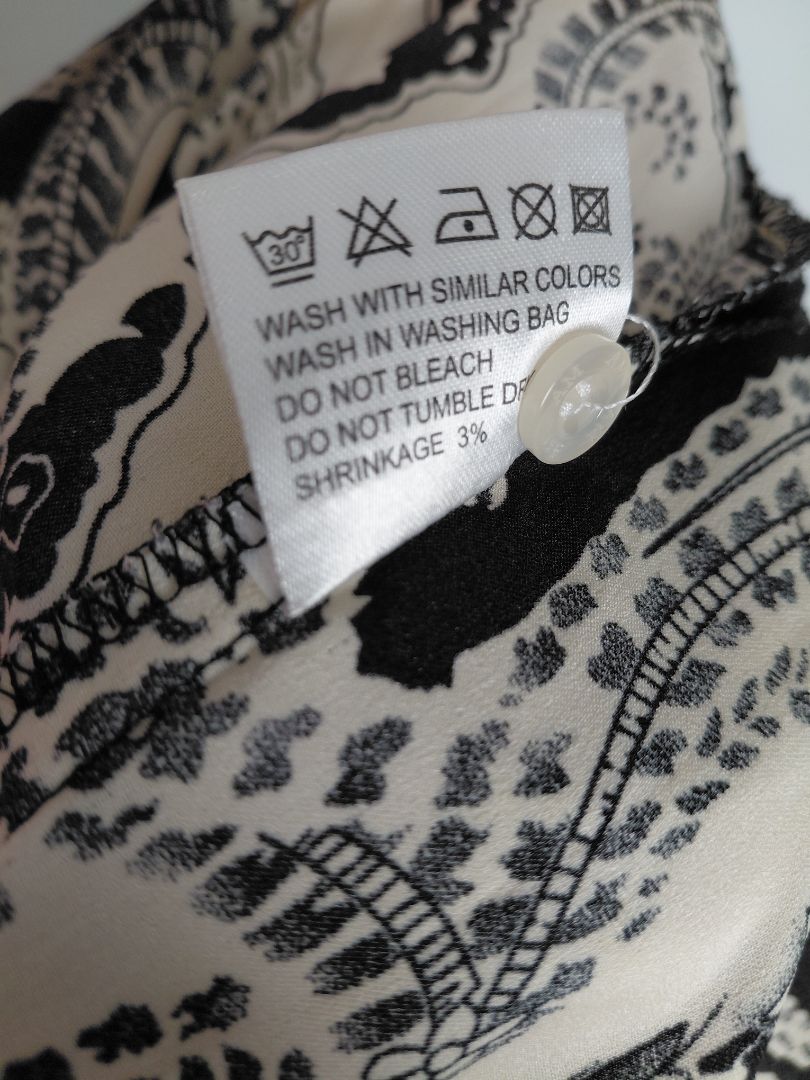 30°
WASH WITH SIMILAR COLORS
WASH IN WASHING BAG
DO NOT BLEACH
DO NOT TUMBLE
SHRINKAGE 3%